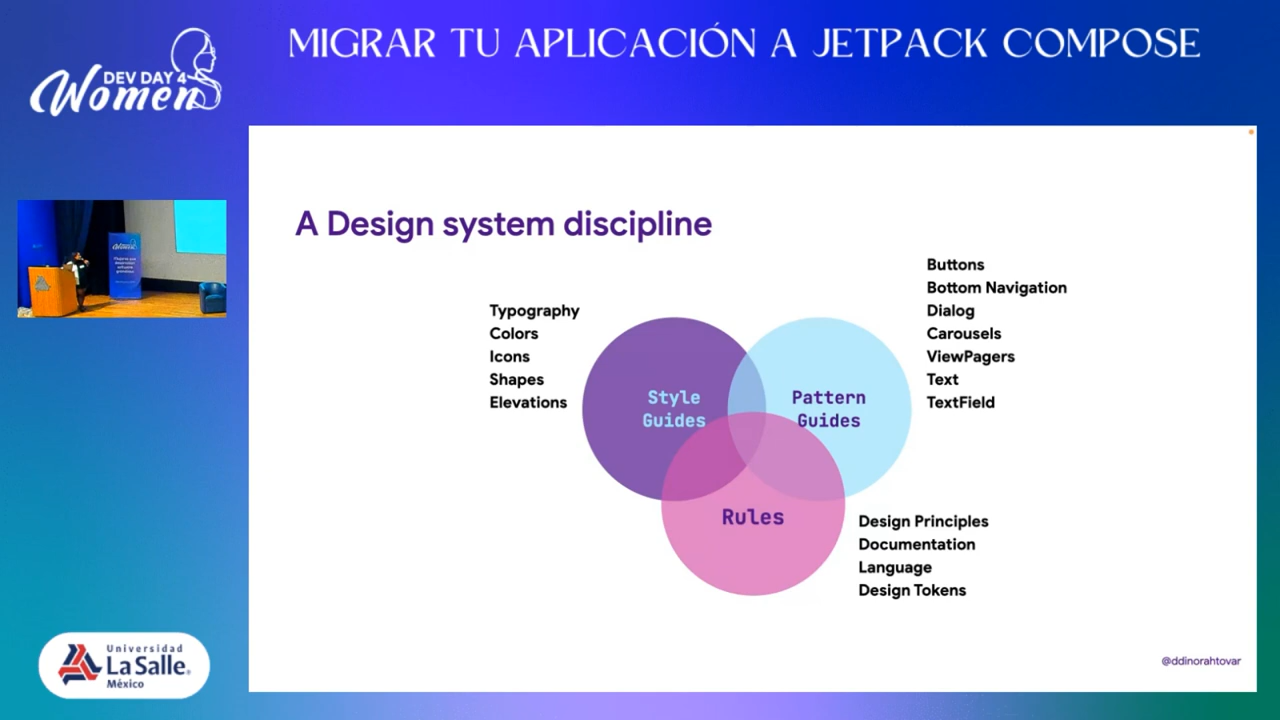 DEV DAY 4
Women
MIGRAR TU APLICACIÓN A JETPACK COMPOSE
A Design system discipline
Typography
Colors
Icons
Shapes
Elevations
Style
Guides
Pattern
Guides
Rules
Buttons
Bottom Navigation
Dialog
Carousels
ViewPagers
Text
TextField
Design Principles
Documentation
Language
Design Tokens
@ddinorahtovar
Universidad
La Salle®
México